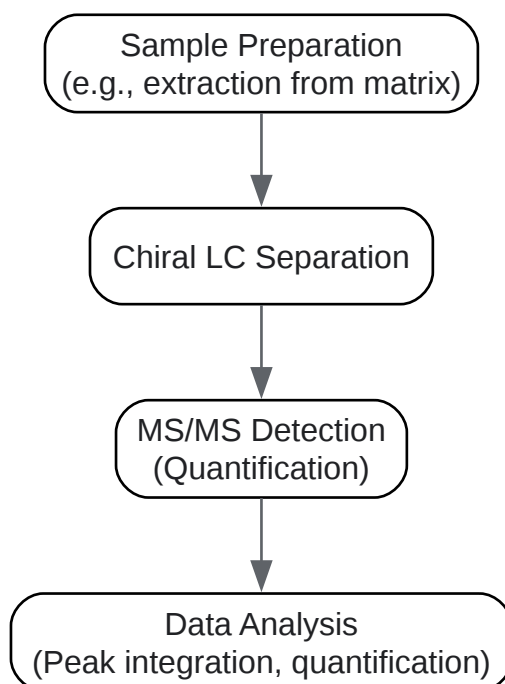 Sample Preparation
(e.g., extraction from matrix)
Chiral LC Separation
MS/MS Detection
(Quantification)
Data Analysis
(Peak integration, quantification)